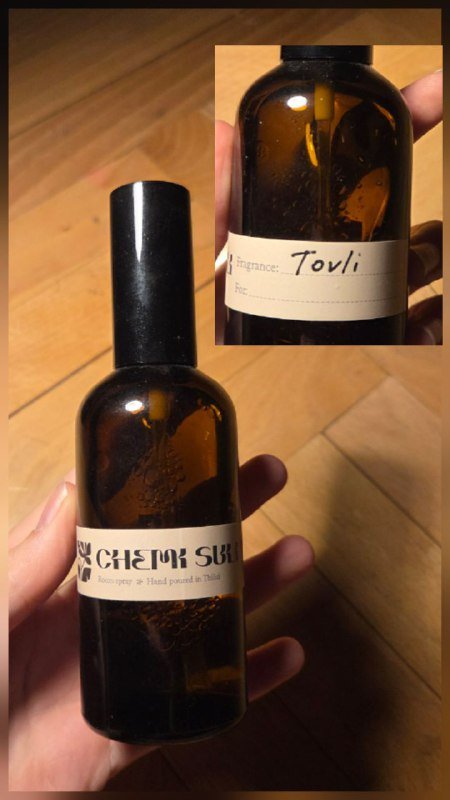 Fragrance: Tovli
For:
CHEMI SUL
Room spray & Hand poured in Tbilisi